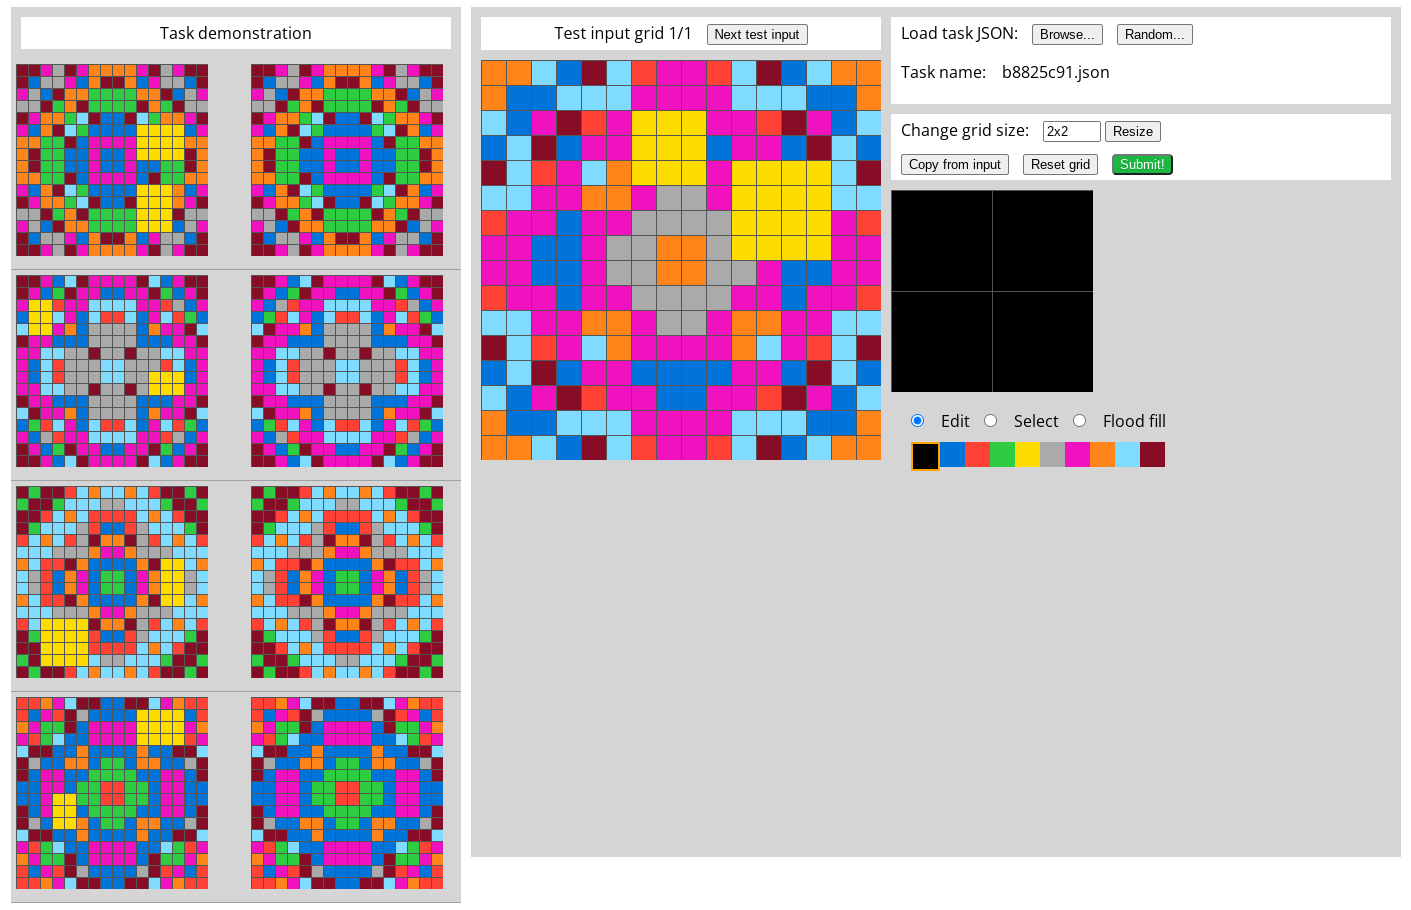 Task demonstration
Test input grid 1/1 Next test input
Load task JSON: Browse... Random...
Task name: b8825c91.json
Change grid size: 2x2 Resize
Copy from input Reset grid Submit!
Edit Select Flood fill